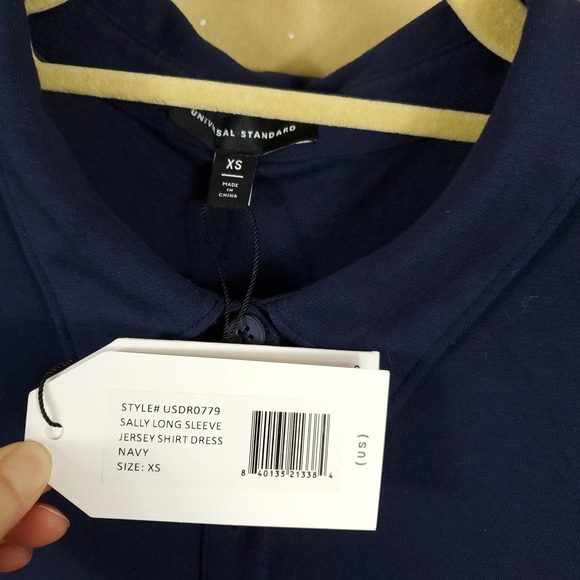 UNIVERSAL STANDARD
XS
MADE
IN
CHINA
STYLE# USDR0779
SALLY LONG SLEEVE
JERSEY SHIRT DRESS
NAVY
SIZE: XS
8 40135 21338 4
(US)